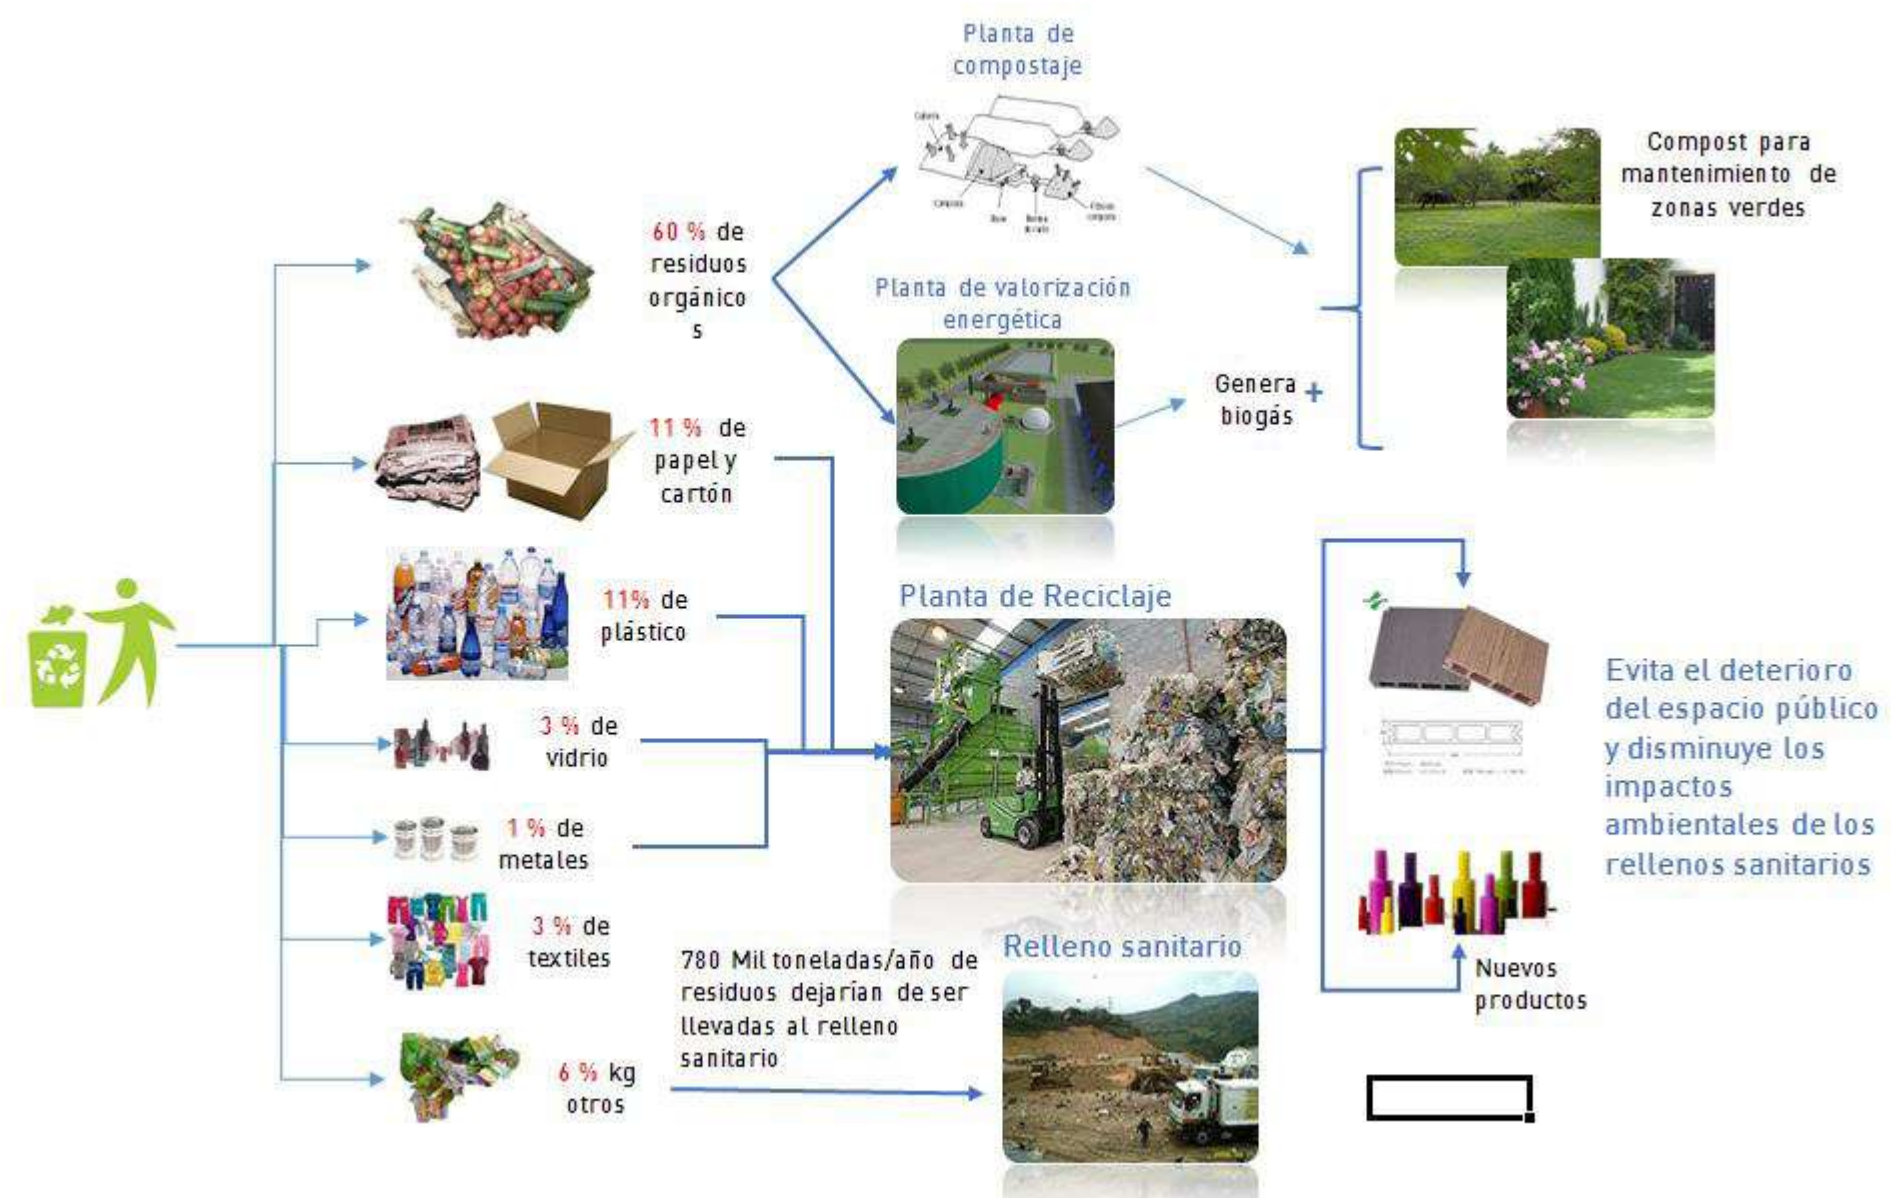 Planta de
compostaje
60 % de
residuos
orgánico
s
Planta de valorización
energética
Genera +
biogás
Compost para
mantenimiento de
zonas verdes
11 % de
papel y
cartón
11% de
plástico
3 % de
vidrio
1 % de
metales
3 % de
textiles
6 % kg
otros
Planta de Reciclaje
780 Mil toneladas/año de
residuos dejarían de ser
llevadas al relleno
sanitario
Relleno sanitario
Evita el deterioro
del espacio público
y disminuye los
impactos
ambientales de los
rellenos sanitarios
Nuevos
productos